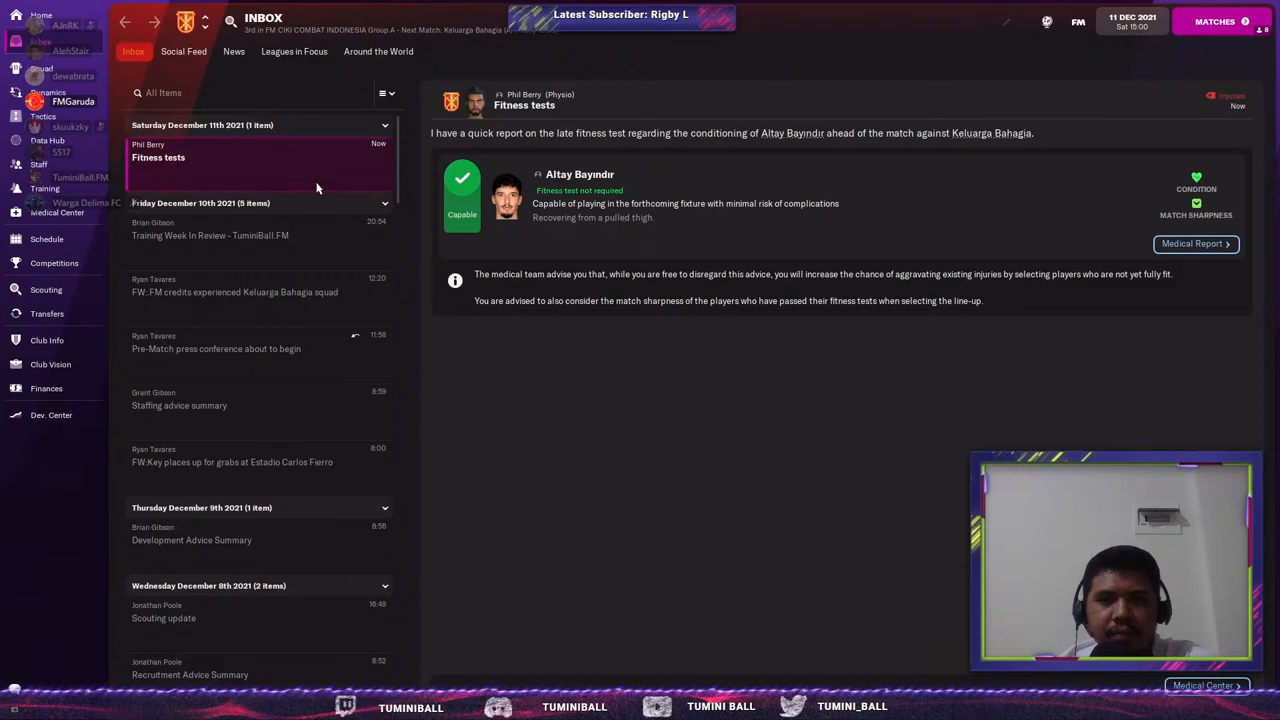 Home
Inbox
Squad
Dynamics
Tactics
Data Hub
Staff
Training
Medical Center
Schedule
Competitions
Scouting
Transfers
Club Info
Club Vision
Finances
Dev. Center
AJnRK
AlehStair
dewabrata
FMGaruda
skuukzky
SS17
TuminiBall.FM
Warga Delima FC
INBOX
3rd in FM CIKI COMBAT INDONESIA Group A - Next Match: Keluarga Bahagia (A
Latest Subscriber: Rigby L
FM
11 DEC 2021
Sat 15:00
MATCHES
8
Inbox
Social Feed
News
Leagues in Focus
Around the World
All Items
Saturday December 11th 2021 (1 item)
Phil Berry
Now
Fitness tests
Friday December 10th 2021 (5 items)
Brian Gibson
20:54
Training Week In Review - TuminiBall.FM
Ryan Tavares
12:20
FW:.FM credits experienced Keluarga Bahagia squad
Ryan Tavares
11:58
Pre-Match press conference about to begin
Grant Gibson
8:59
Staffing advice summary
Ryan Tavares
8:00
FW:Key places up for grabs at Estadio Carlos Fierro
Thursday December 9th 2021 (1 item)
Brian Gibson
8:56
Development Advice Summary
Wednesday December 8th 2021 (2 items)
Jonathan Poole
16:49
Scouting update
Jonathan Poole
8:52
Recruitment Advice Summary
Phil Berry (Physio)
Fitness tests
Injuries
Now
I have a quick report on the late fitness test regarding the conditioning of Altay Bayındır ahead of the match against Keluarga Bahagia.
Capable
Altay Bayındır
Fitness test not required
Capable of playing in the forthcoming fixture with minimal risk of complications
Recovering from a pulled thigh.
CONDITION
MATCH SHARPNESS
Medical Report
The medical team advise you that, while you are free to disregard this advice, you will increase the chance of aggravating existing injuries by selecting players who are not yet fully fit.
You are advised to also consider the match sharpness of the players who have passed their fitness tests when selecting the line-up.
Medical Center
TUMINIBALL
TUMINIBALL
TUMINI BALL
TUMINI_BALL